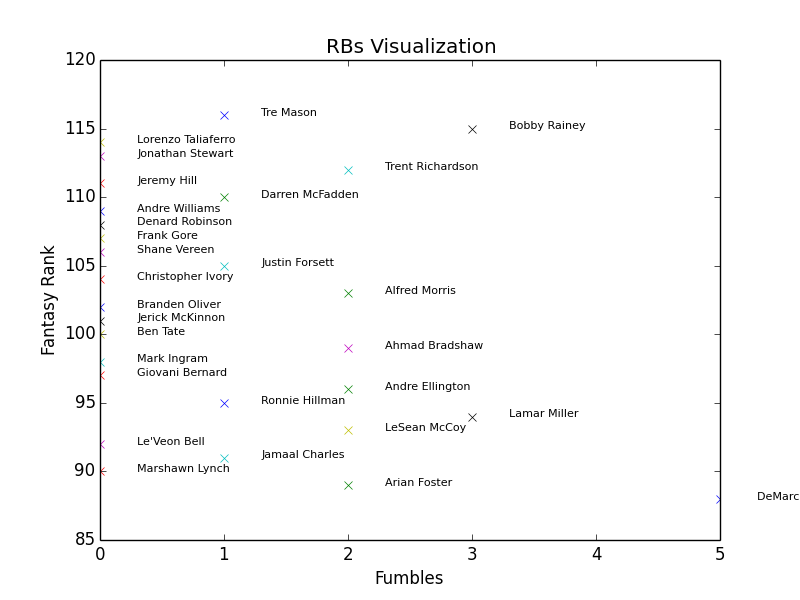 RBs Visualization
120
Tre Mason
Bobby Rainey
115
Lorenzo Taliaferro
Jonathan Stewart
Trent Richardson
Jeremy Hill
110
Darren McFadden
Andre Williams
Denard Robinson
Frank Gore
Shane Vereen
105
Justin Forsett
Christopher Ivory
Alfred Morris
Branden Oliver
Jerick McKinnon
Ben Tate
100
Ahmad Bradshaw
Mark Ingram
Giovani Bernard
Andre Ellington
95
Ronnie Hillman
Lamar Miller
LeSean McCoy
Le'Veon Bell
Jamaal Charles
90
Marshawn Lynch
Arian Foster
DeMarc
85
Fantasy Rank
0 1 2 3 4 5
Fumbles